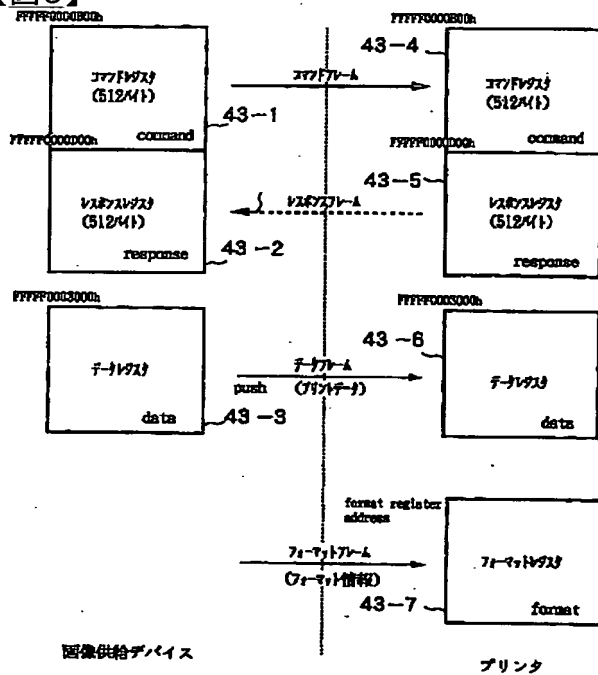 FFFFF0000B00h
コマンドレジスタ
(512バイト)
command
43-1
コマンドフレーム
43-4
コマンドレジスタ
(512バイト)
command
FFFFF0000D00h
レスポンスレジスタ
(512バイト)
response
43-2
レスポンスフレーム
FFFFF0000D00h
43-5
レスポンスレジスタ
(512バイト)
response
FFFFF0003000h
データレジスタ
data
43-3
データフレーム
push
(プリントデータ)
FFFFF0003000h
43-6
データレジスタ
data
format register
address
フォーマットフレーム
(フォーマット情報)
フォーマットレジスタ
43-7
format
画像供給デバイス
プリンタ